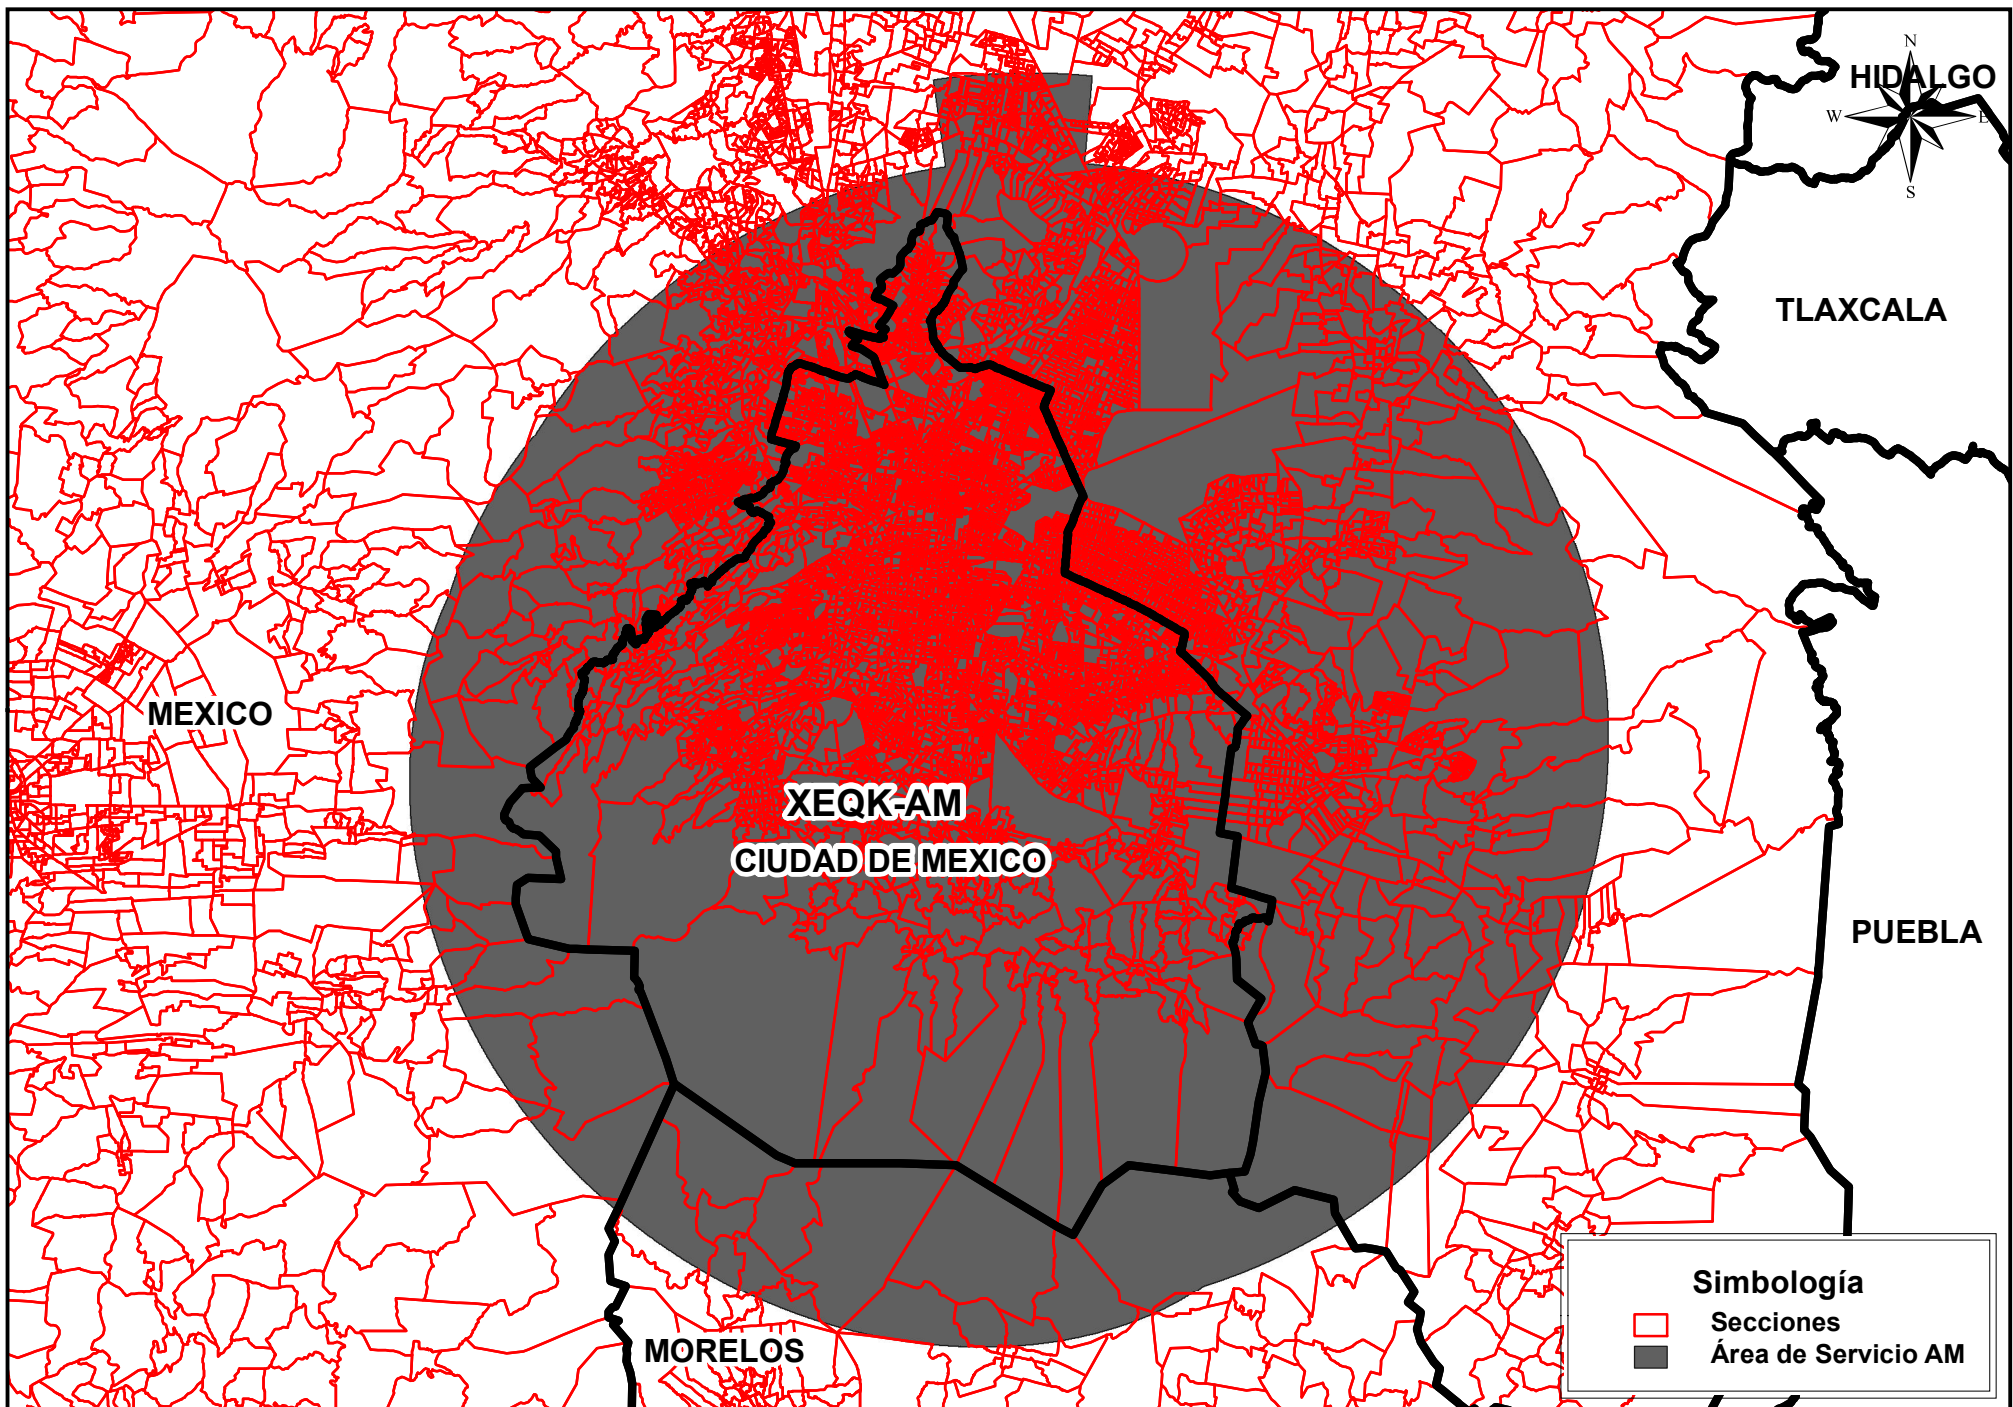 N
HIDALGO
W
E
S
TLAXCALA
MEXICO
XEQK-AM
CIUDAD DE MEXICO
PUEBLA
Simbología
Secciones
Área de Servicio AM
MORELOS